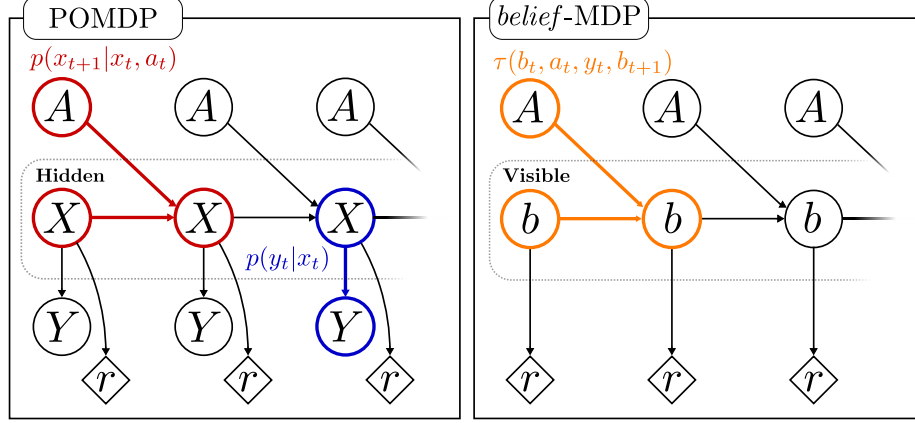 POMDP
p(x_{t+1}|x_t, a_t)
A A A
Hidden
X X X
p(y_t|x_t)
Y Y Y
r r r
belief-MDP
τ(b_t, a_t, y_t, b_{t+1})
A A A
Visible
b b b
r r r